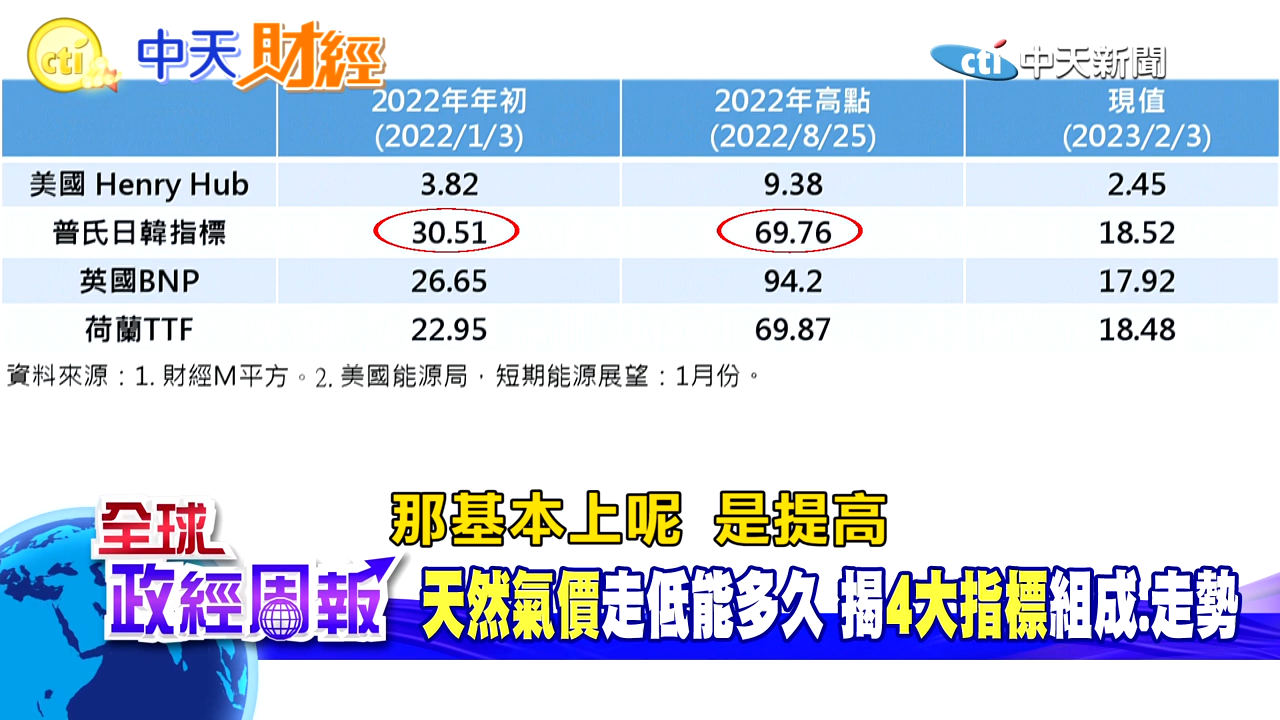 cti 中天財經
cti 中天新聞
2022年年初 2022年高點 現值
(2022/1/3) (2022/8/25) (2023/2/3)
美國 Henry Hub 3.82 9.38 2.45
普氏日韓指標 30.51 69.76 18.52
英國BNP 26.65 94.2 17.92
荷蘭TTF 22.95 69.87 18.48
資料來源：1. 財經M平方。2. 美國能源局，短期能源展望：1月份。
那基本上呢 是提高
全球
政經周報
天然氣價走低能多久 揭4大指標組成.走勢